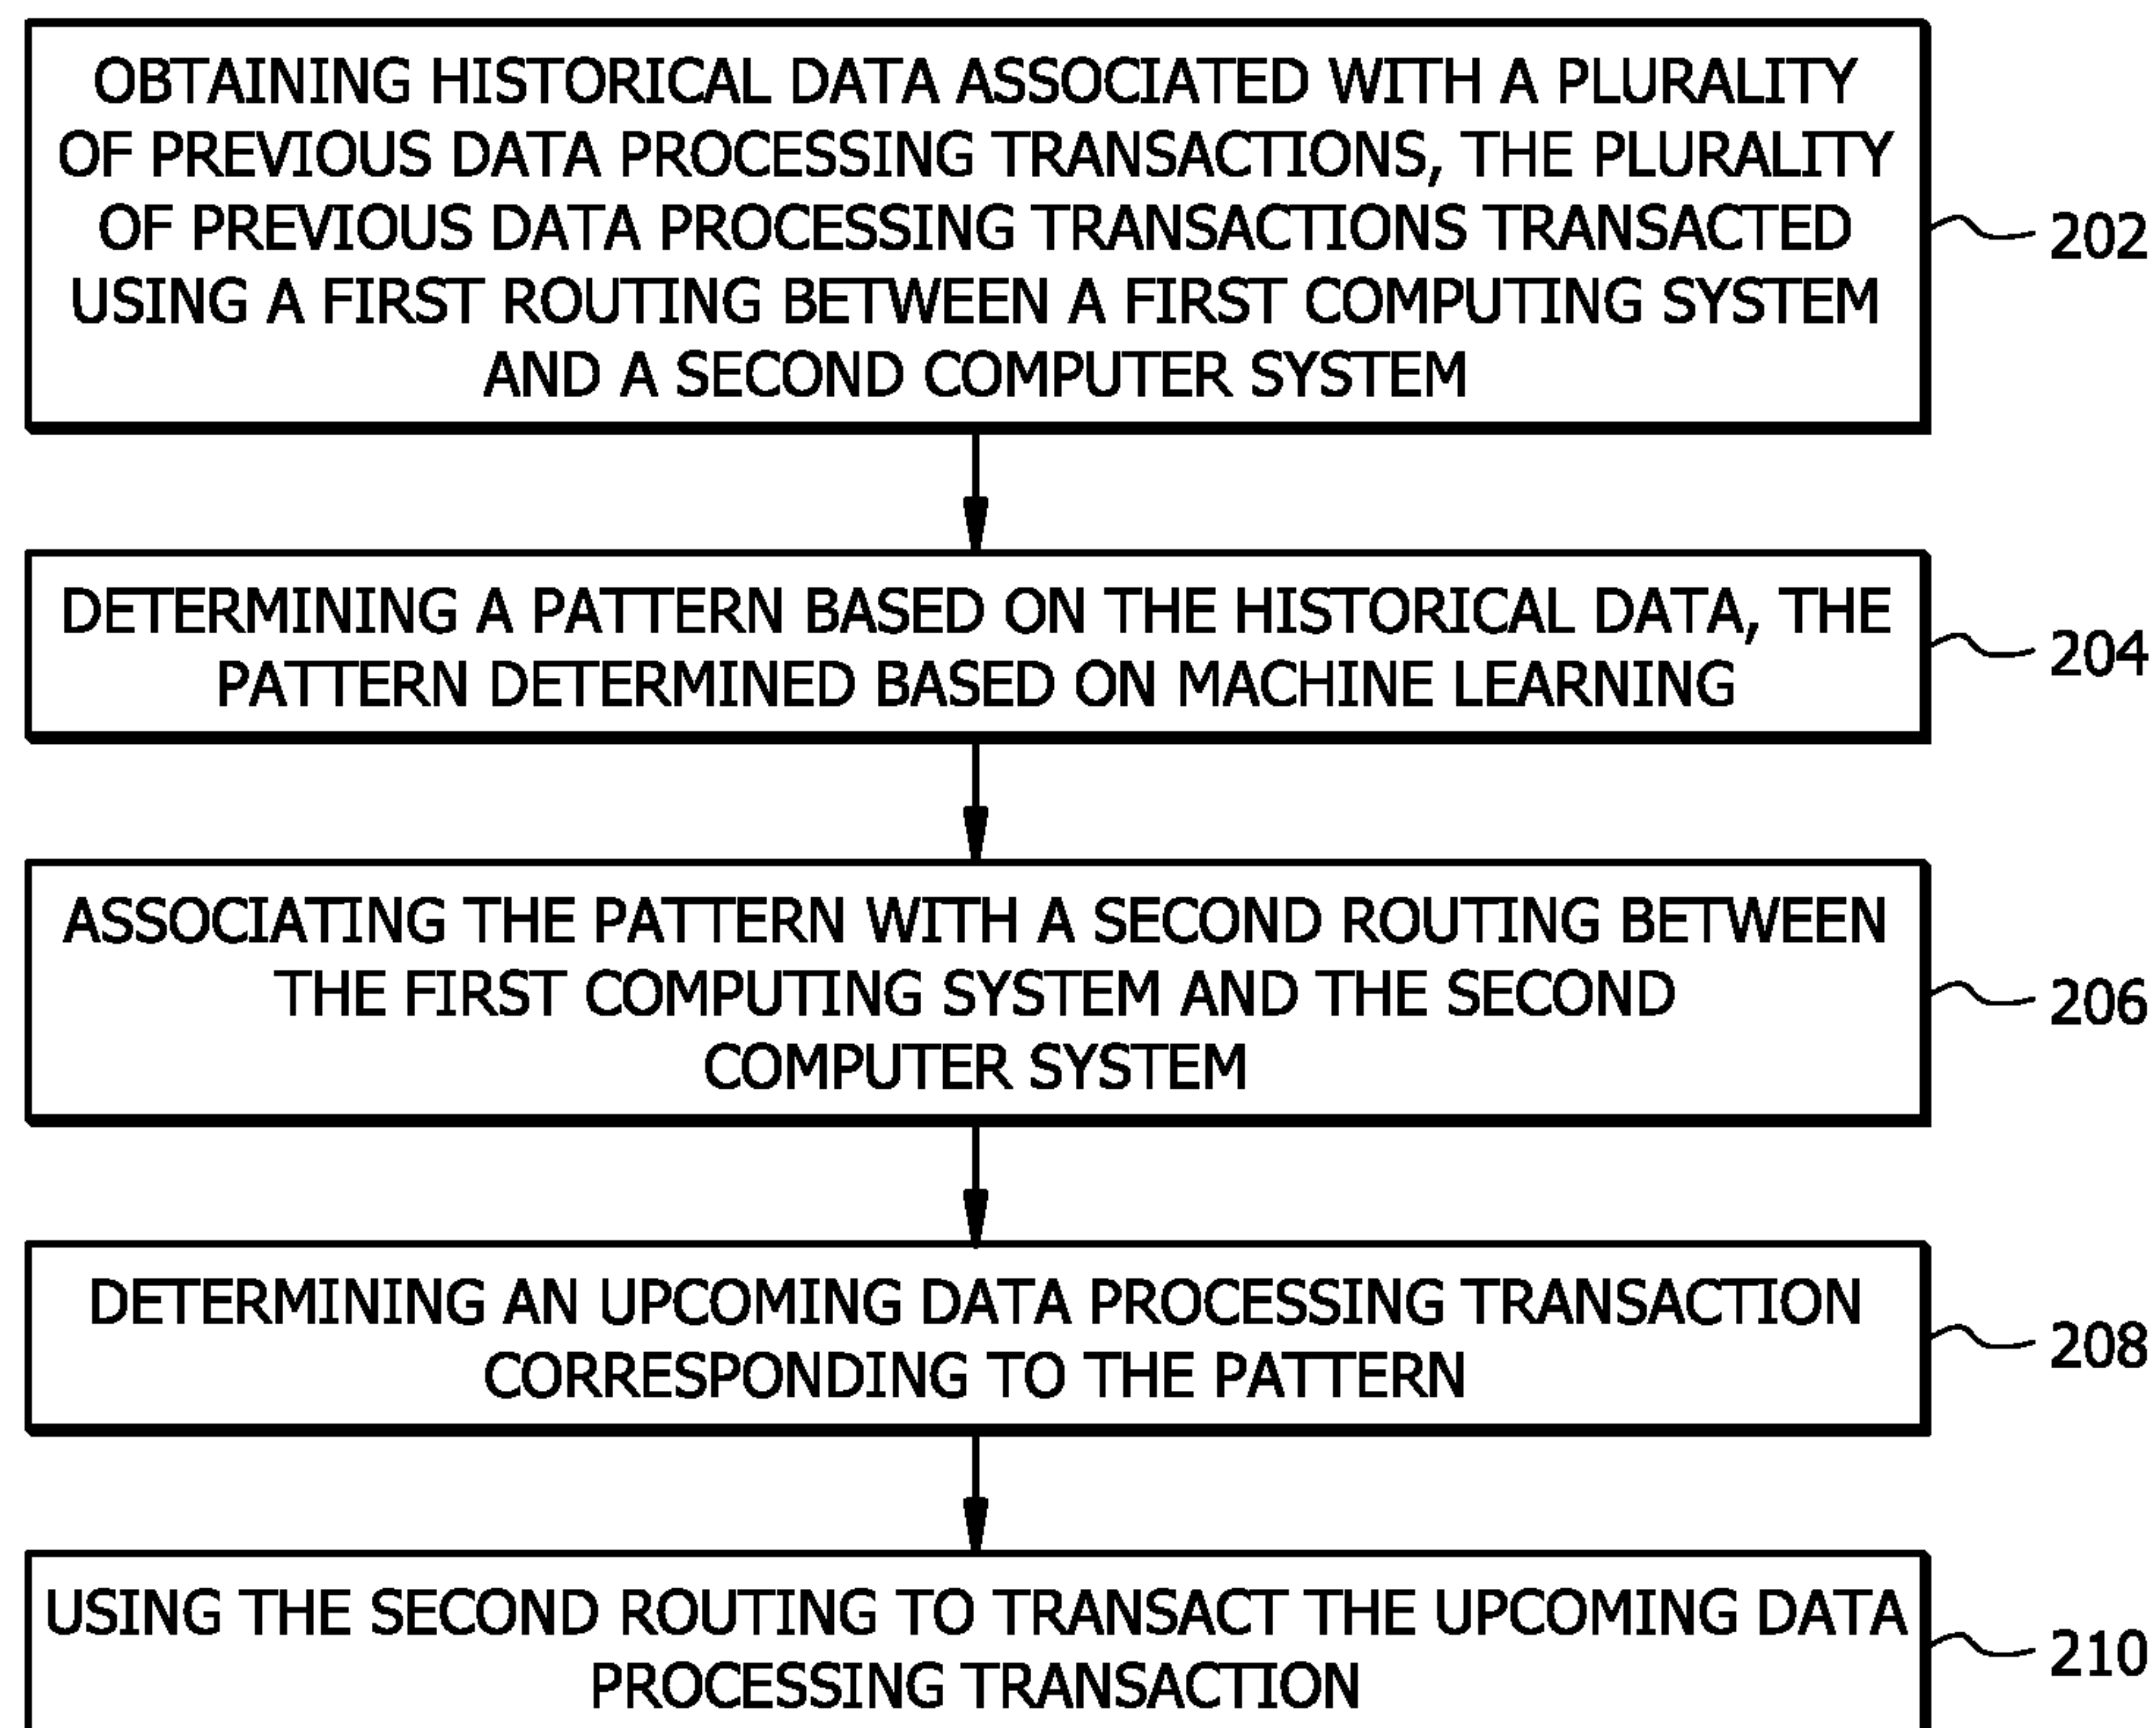 OBTAINING HISTORICAL DATA ASSOCIATED WITH A PLURALITY
OF PREVIOUS DATA PROCESSING TRANSACTIONS, THE PLURALITY
OF PREVIOUS DATA PROCESSING TRANSACTIONS TRANSACTED
USING A FIRST ROUTING BETWEEN A FIRST COMPUTING SYSTEM
AND A SECOND COMPUTER SYSTEM
202
DETERMINING A PATTERN BASED ON THE HISTORICAL DATA, THE
PATTERN DETERMINED BASED ON MACHINE LEARNING
204
ASSOCIATING THE PATTERN WITH A SECOND ROUTING BETWEEN
THE FIRST COMPUTING SYSTEM AND THE SECOND
COMPUTER SYSTEM
206
DETERMINING AN UPCOMING DATA PROCESSING TRANSACTION
CORRESPONDING TO THE PATTERN
208
USING THE SECOND ROUTING TO TRANSACT THE UPCOMING DATA
PROCESSING TRANSACTION
210